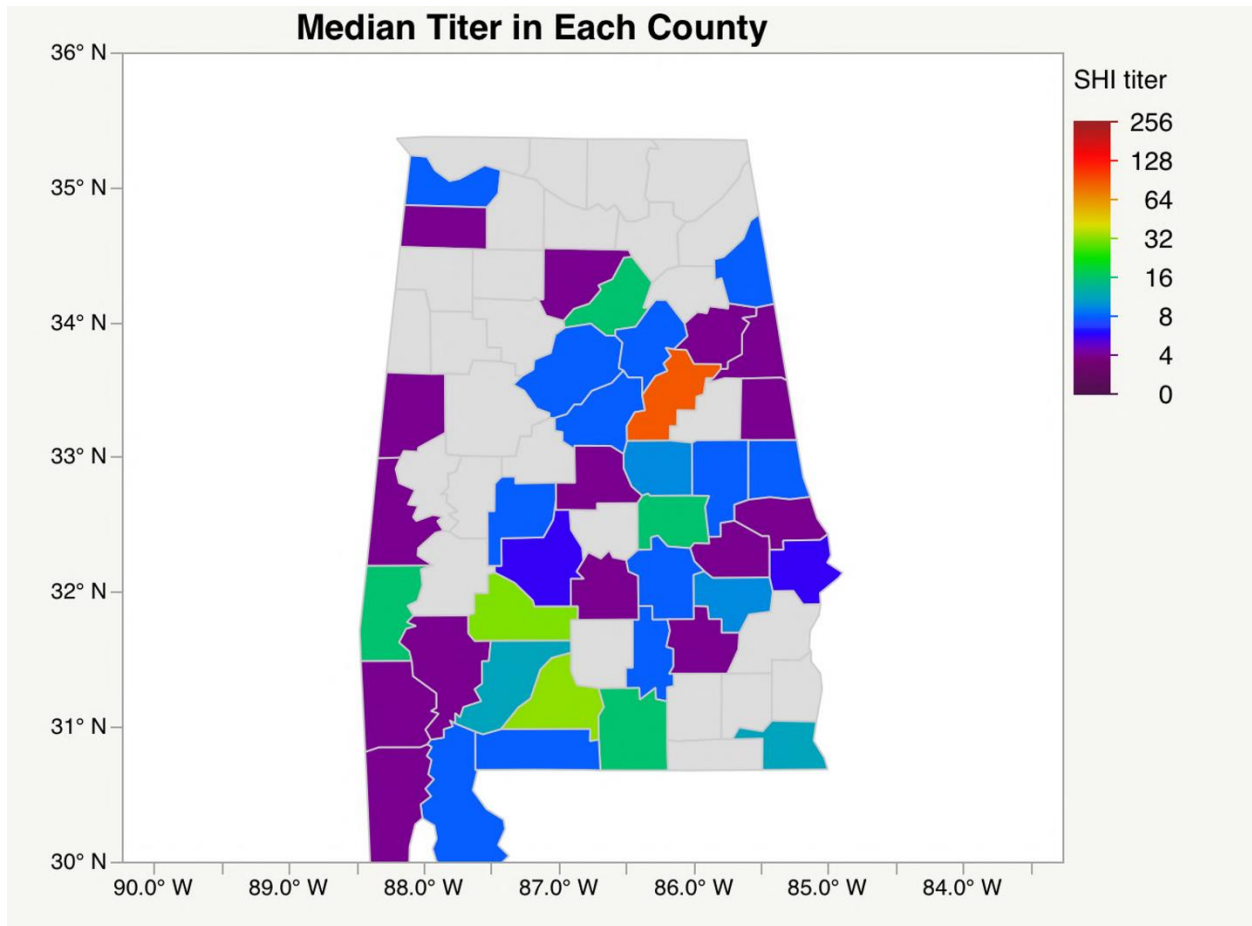 Median Titer in Each County
36° N
35° N
34° N
33° N
32° N
31° N
30° N
90.0° W
89.0° W
88.0° W
87.0° W
86.0° W
85.0° W
84.0° W
SHI titer
256
128
64
32
16
8
4
0